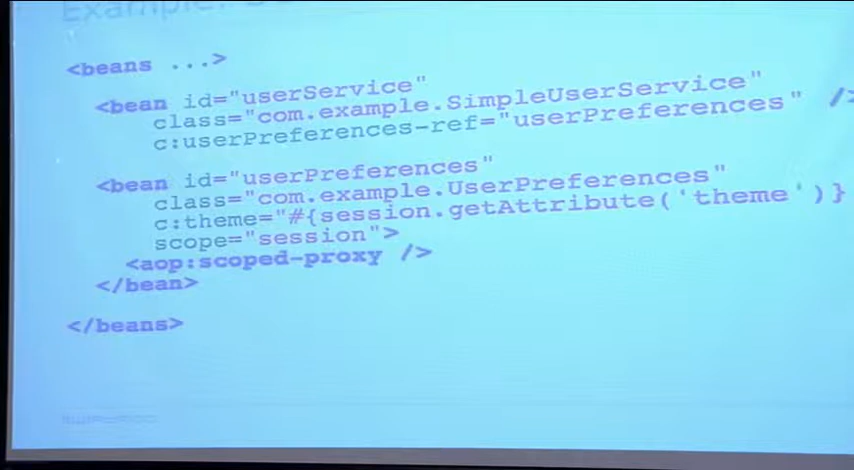 Example:
<beans ...>
<bean id="userService"
class="com.example.SimpleUserService"
c:userPreferences-ref="userPreferences" />
<bean id="userPreferences"
class="com.example.UserPreferences"
c:theme="#{session.getAttribute('theme')}
scope="session">
<aop:scoped-proxy />
</bean>
</beans>